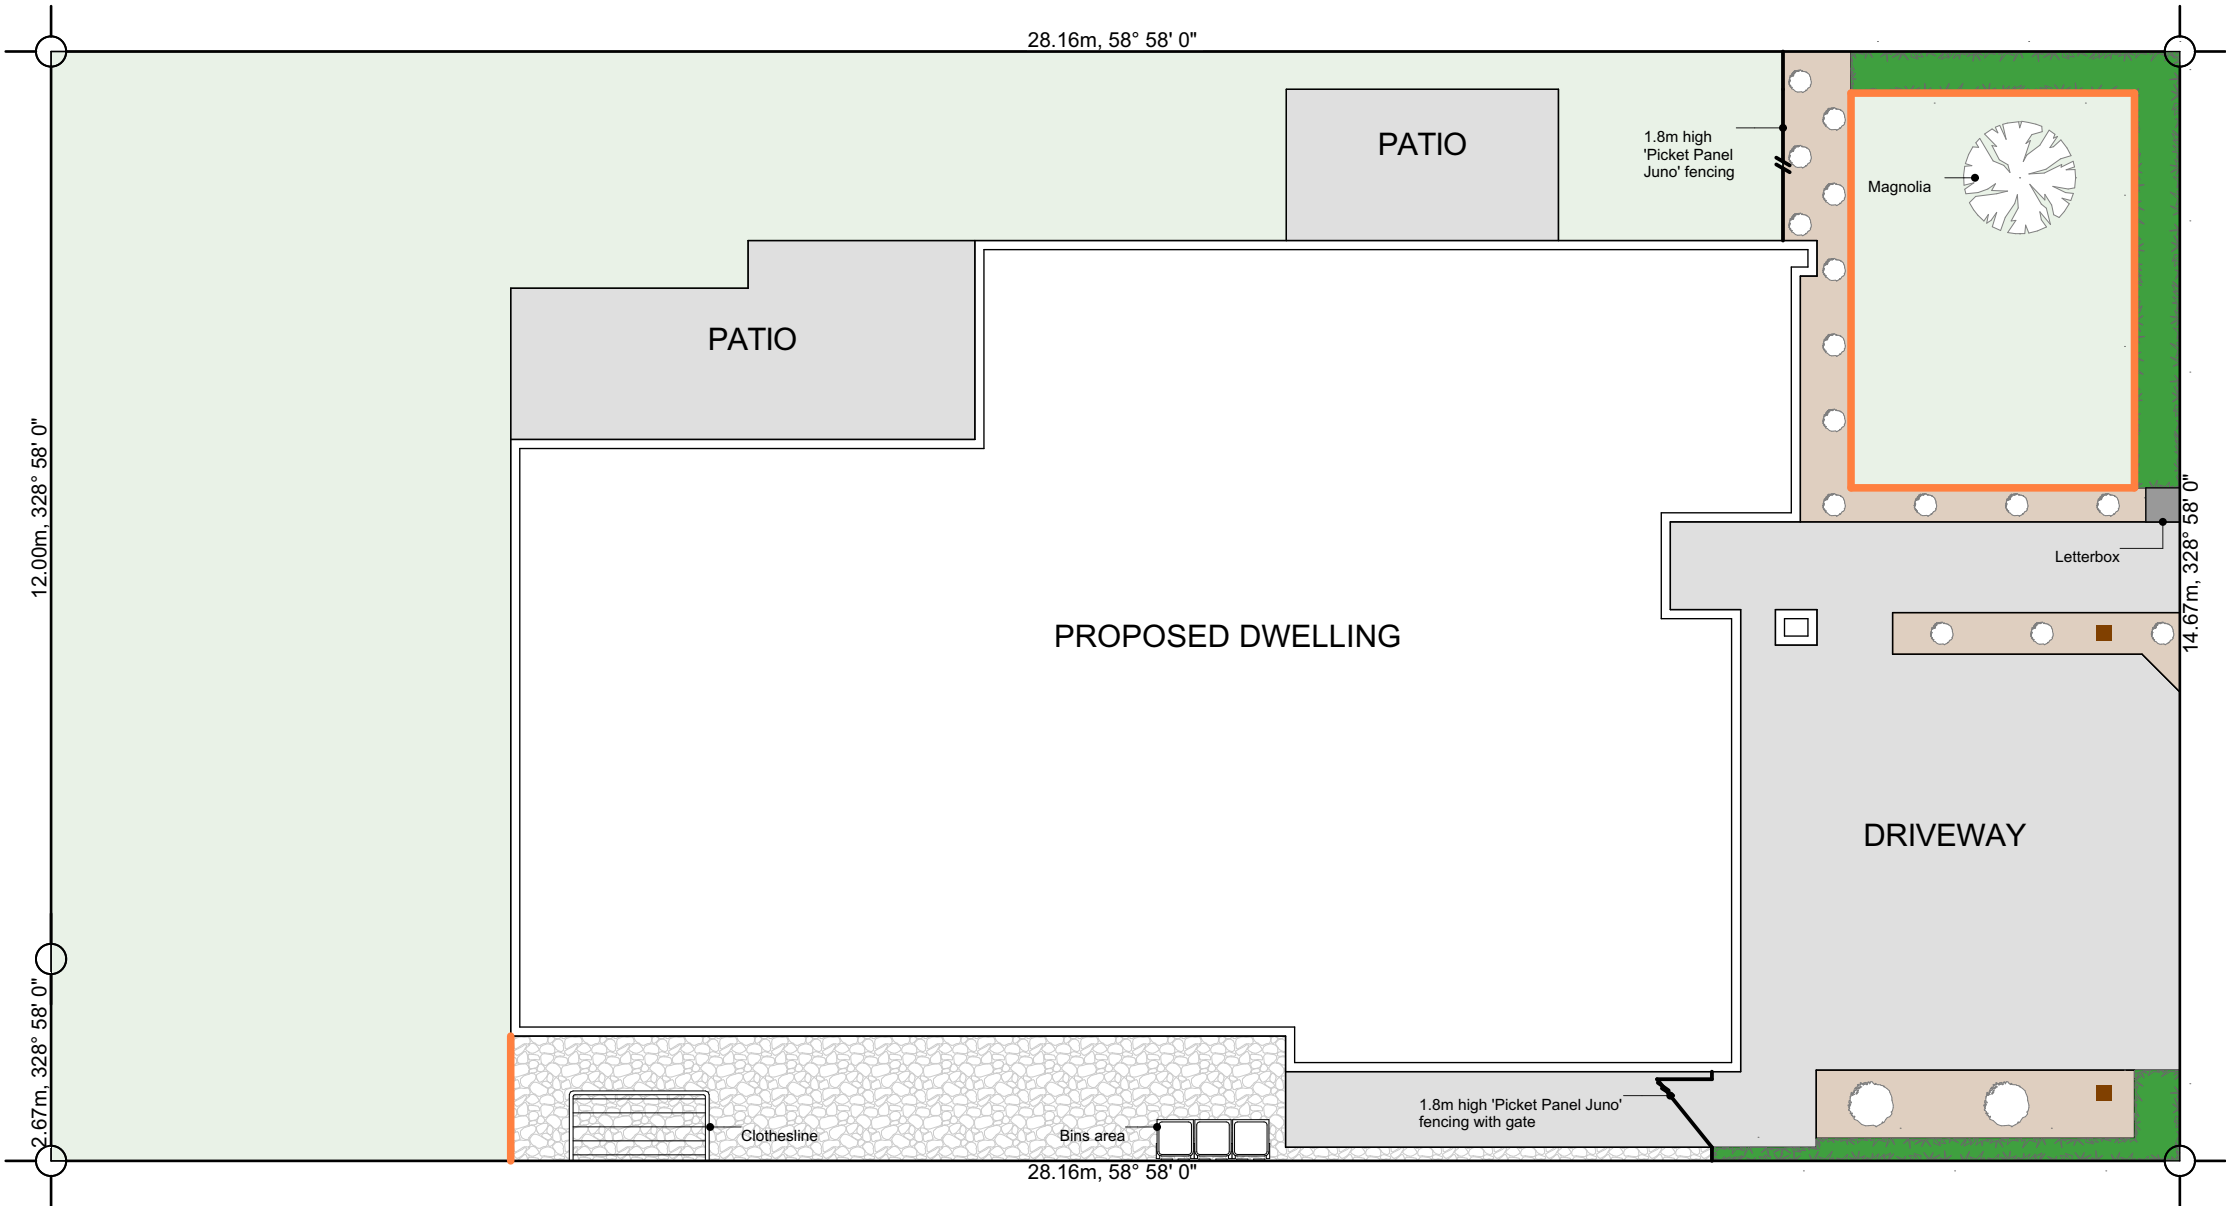 28.16m, 58° 58' 0"
PATIO
1.8m high
'Picket Panel
Juno' fencing
Magnolia
PATIO
12.00m, 328° 58' 0"
14.67m, 328° 58' 0"
Letterbox
PROPOSED DWELLING
DRIVEWAY
2.67m, 328° 58' 0"
1.8m high 'Picket Panel Juno'
fencing with gate
Clothesline
Bins area
28.16m, 58° 58' 0"